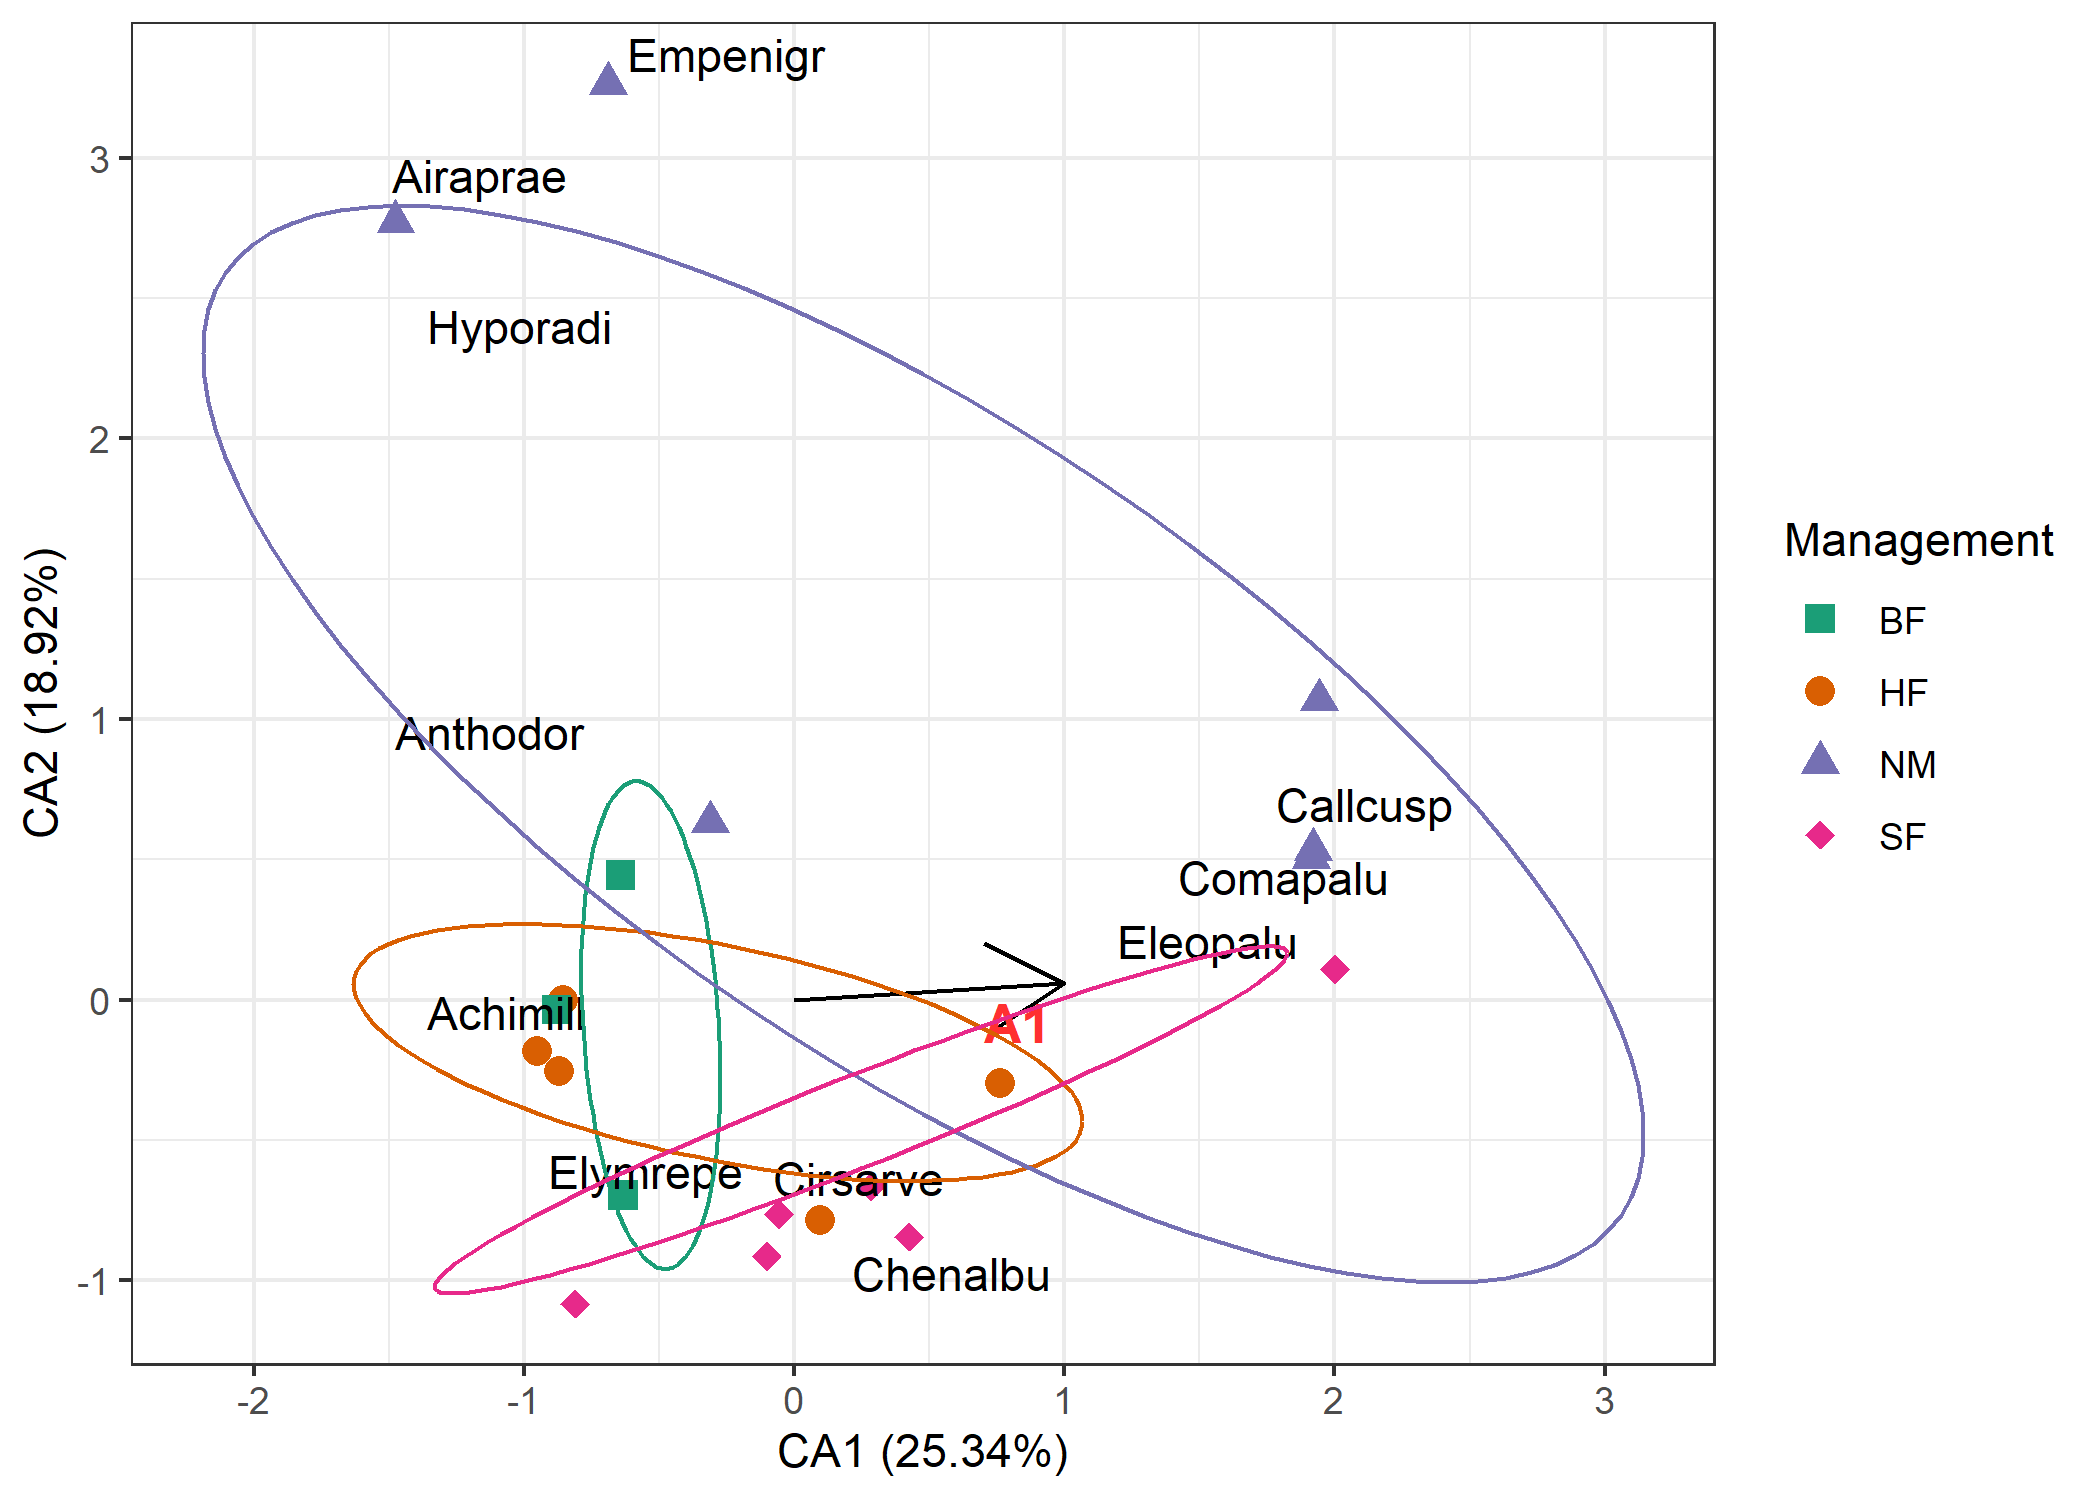 Empenigr
Airaprae
Hyporadi
Anthodor
Callcusp
Comapalu
Eleopalu
Achimill
A1
Elymrepe
Cirsarve
Chenalbu
3
2
1
0
-1
-2
-1
0
1
2
3
CA1 (25.34%)
CA2 (18.92%)
Management
BF
HF
NM
SF